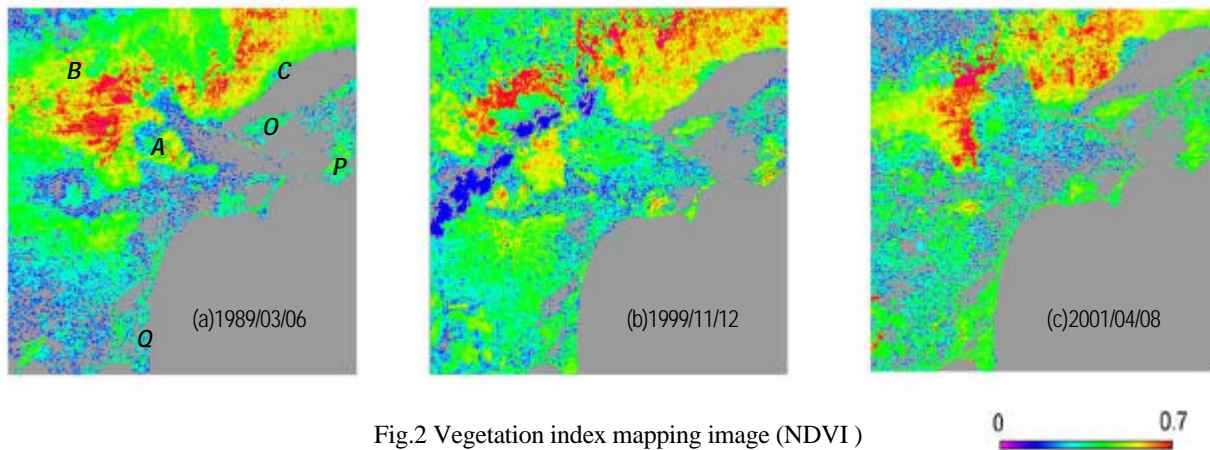 B
C
O
A
P
Q
(a)1989/03/06
(b)1999/11/12
(c)2001/04/08
Fig.2 Vegetation index mapping image (NDVI )
0 0.7